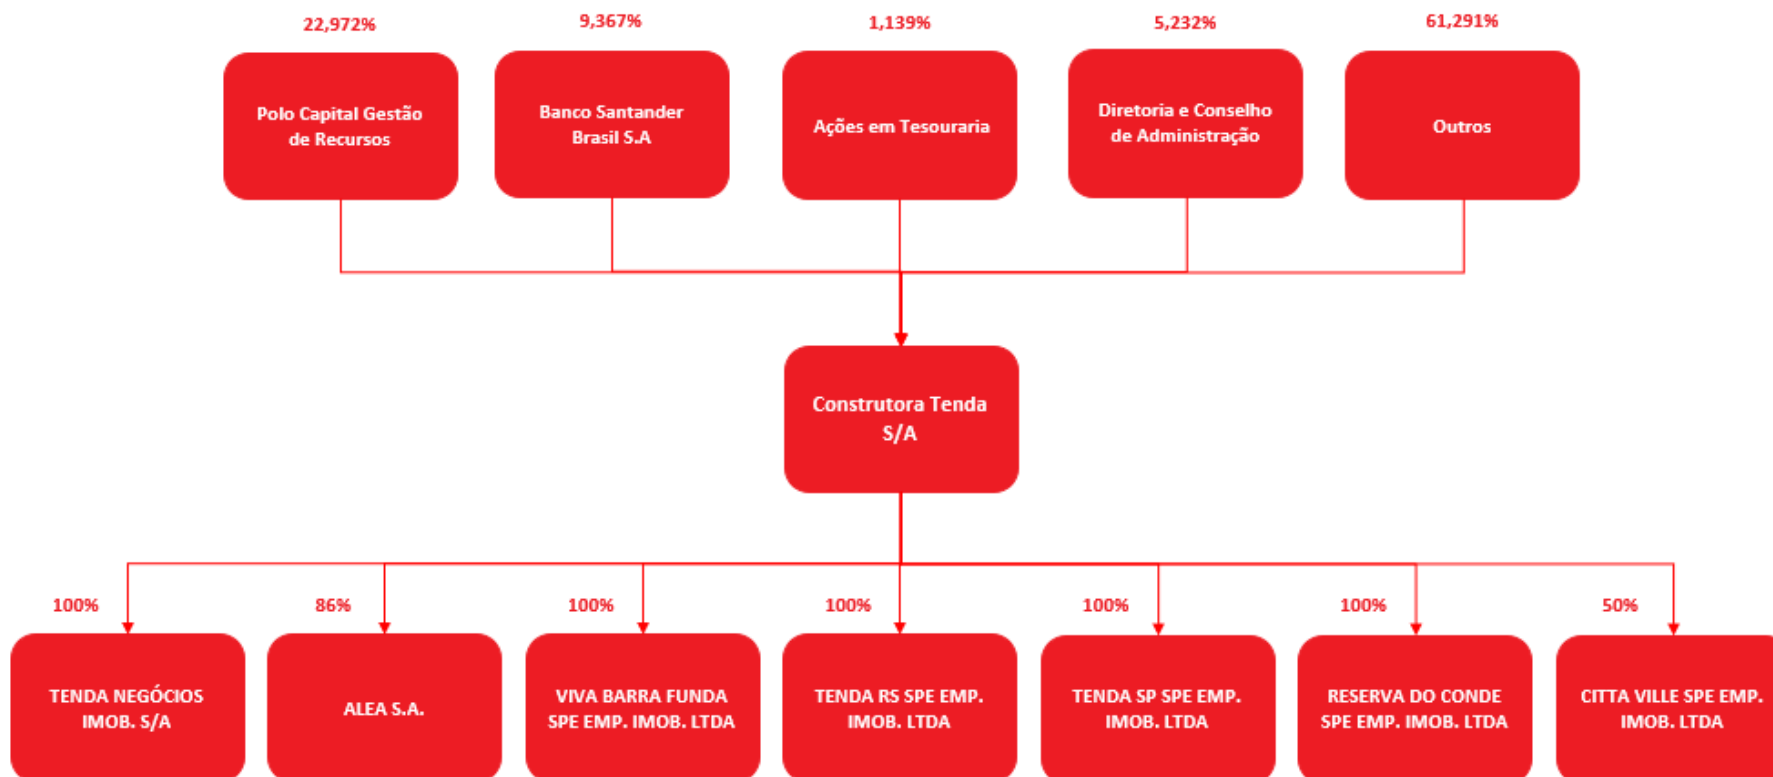 22,972%
9,367%
1,139%
5,232%
61,291%
Polo Capital Gestão
de Recursos
Banco Santander
Brasil S.A
Ações em Tesouraria
Diretoria e Conselho
de Administração
Outros
Construtora Tenda
S/A
100%
86%
100%
100%
100%
100%
50%
TENDA NEGÓCIOS
IMOB. S/A
ALEA S.A.
VIVA BARRA FUNDA
SPE EMP. IMOB. LTDA
TENDA RS SPE EMP.
IMOB. LTDA
TENDA SP SPE EMP.
IMOB. LTDA
RESERVA DO CONDE
SPE EMP. IMOB. LTDA
CITTA VILLE SPE EMP.
IMOB. LTDA